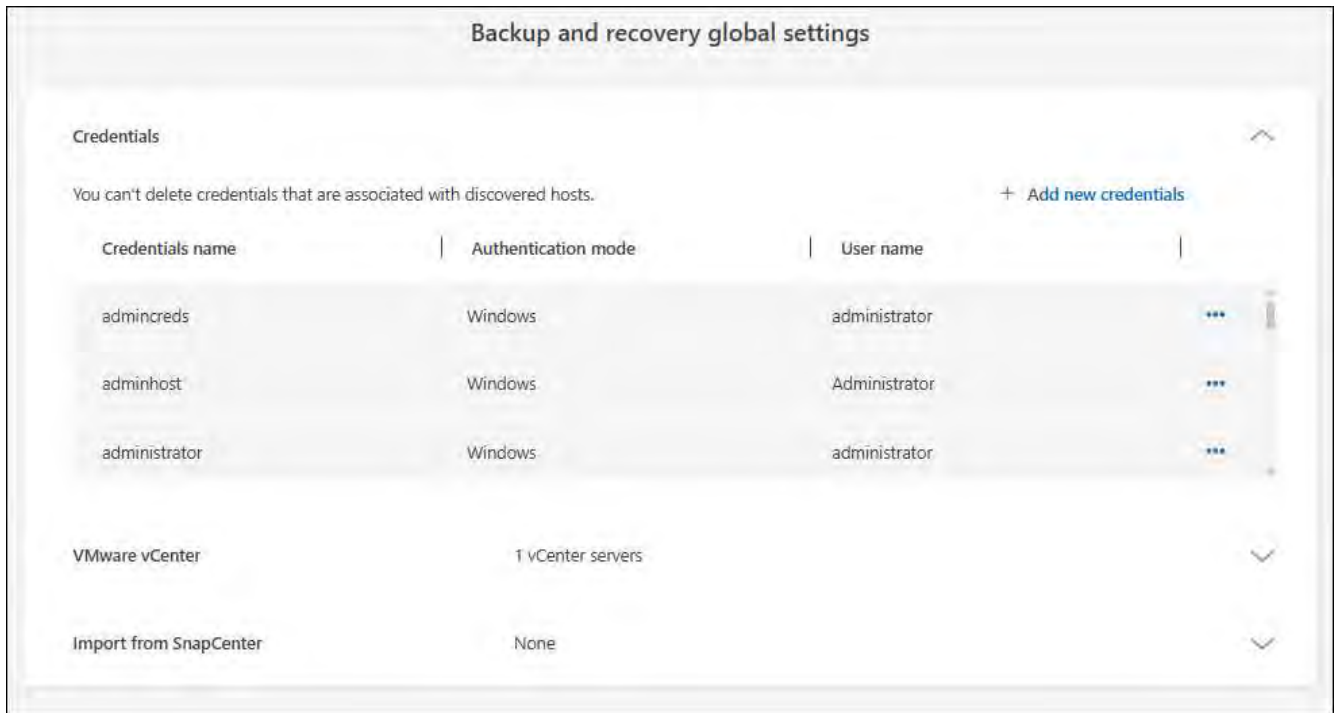 Backup and recovery global settings
Credentials
You can't delete credentials that are associated with discovered hosts. + Add new credentials
Credentials name | Authentication mode | User name |
admincreds Windows administrator •••
adminhost Windows Administrator •••
administrator Windows administrator •••
VMware vCenter 1 vCenter servers
Import from SnapCenter None